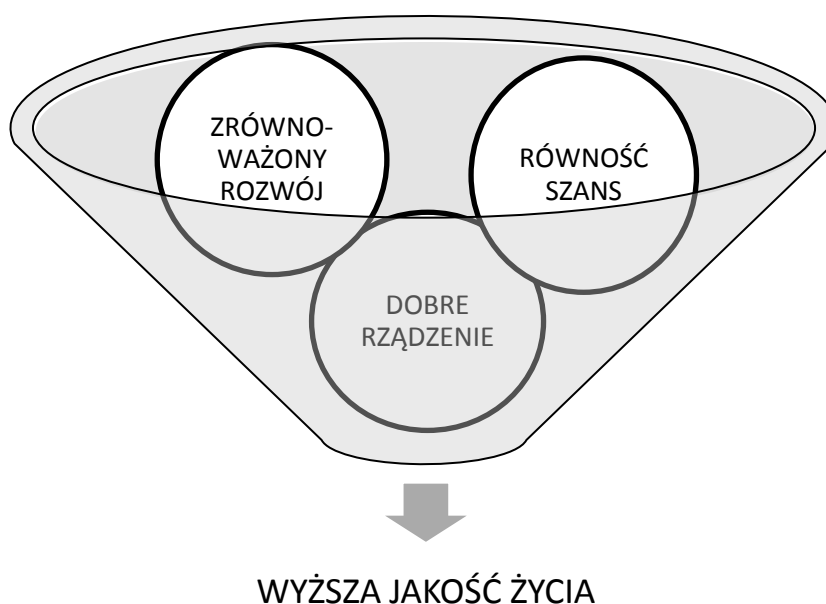 ZRÓWNO-
WAŻONY
ROZWÓJ
RÓWNOŚĆ
SZANS
DOBRE
RZĄDZENIE
WYŻSZA JAKOŚĆ ŻYCIA